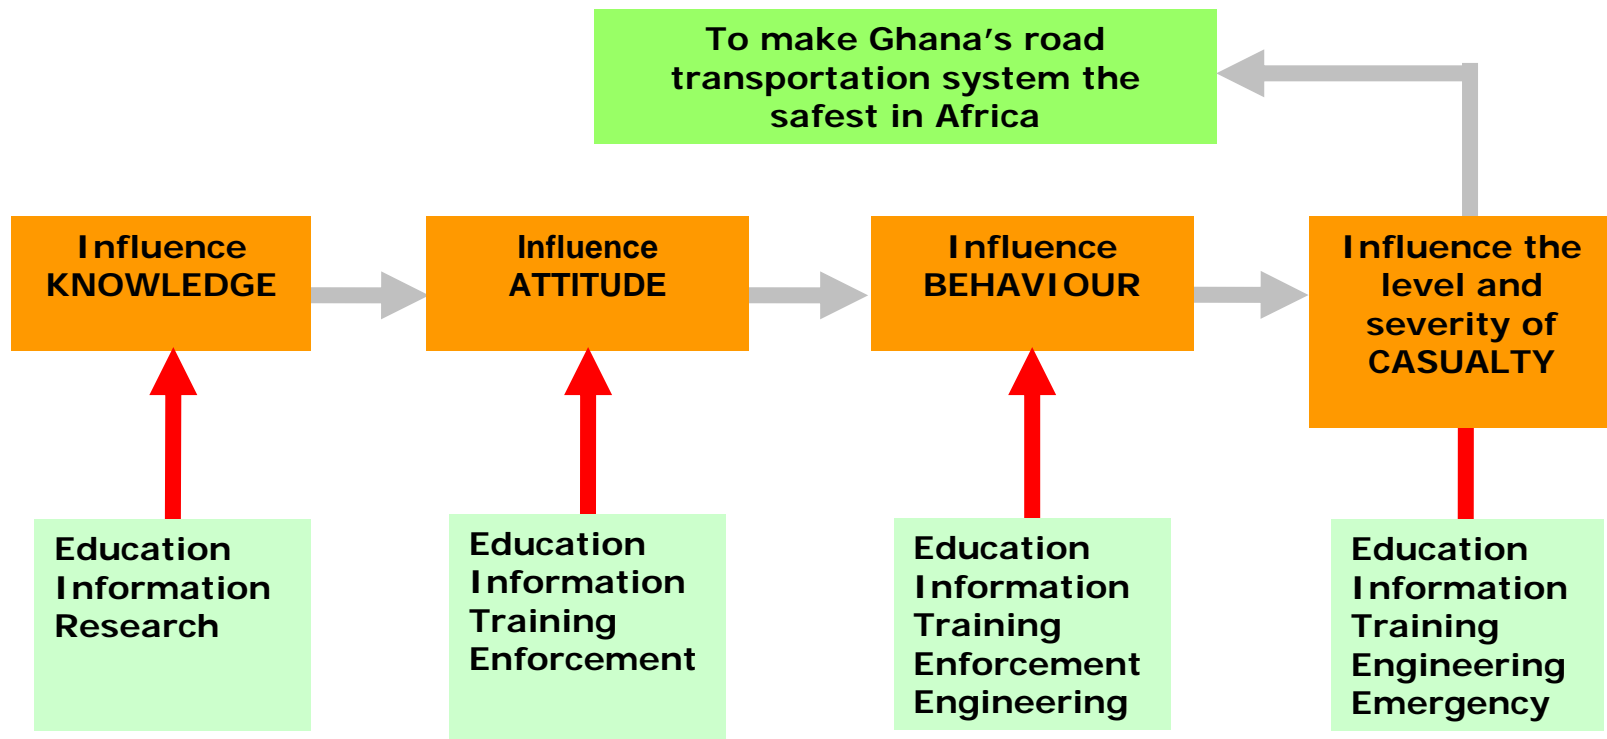 To make Ghana’s road
transportation system the
safest in Africa
Influence
KNOWLEDGE
Influence
ATTITUDE
Influence
BEHAVIOUR
Influence the
level and
severity of
CASUALTY
Education
Information
Research
Education
Information
Training
Enforcement
Education
Information
Training
Enforcement
Engineering
Education
Information
Training
Engineering
Emergency